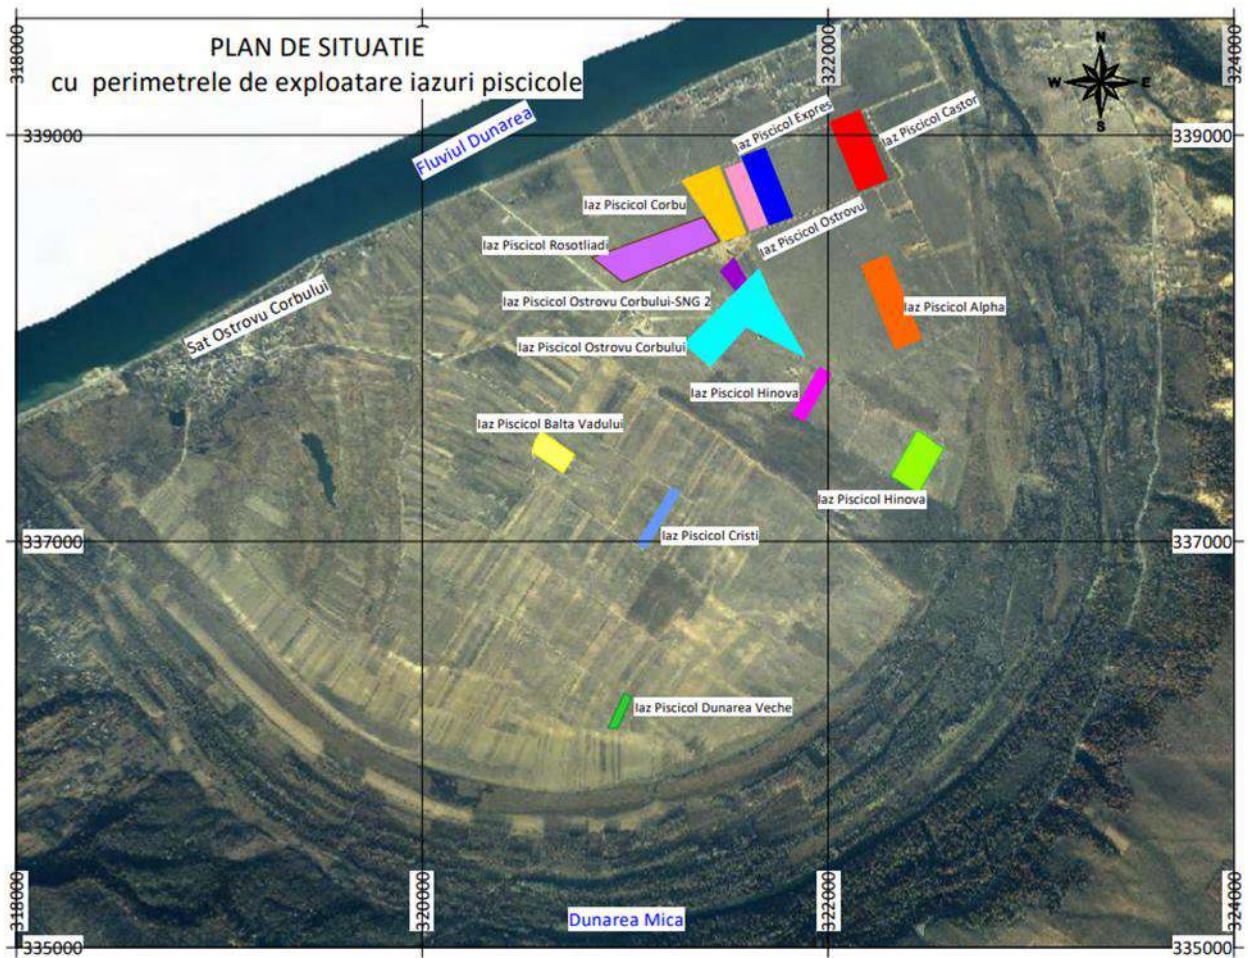 PLAN DE SITUATIE
cu perimetrele de exploatare iazuri piscicole
318000
322000
324000
N
W
E
S
339000
339000
Fluviul Dunarea
Iaz Piscicol Expres
Iaz Piscicol Castor
Iaz Piscicol Corbu
Iaz Piscicol Ostrovu
Iaz Piscicol Rosotliadi
Sat Ostrovu Corbului
Iaz Piscicol Ostrovu Corbului-SNG 2
Iaz Piscicol Alpha
Iaz Piscicol Ostrovu Corbului
Iaz Piscicol Hinova
Iaz Piscicol Balta Vadului
Iaz Piscicol Hinova
Iaz Piscicol Cristi
337000
337000
Iaz Piscicol Dunarea Veche
318000
320000
322000
324000
Dunarea Mica
335000
335000